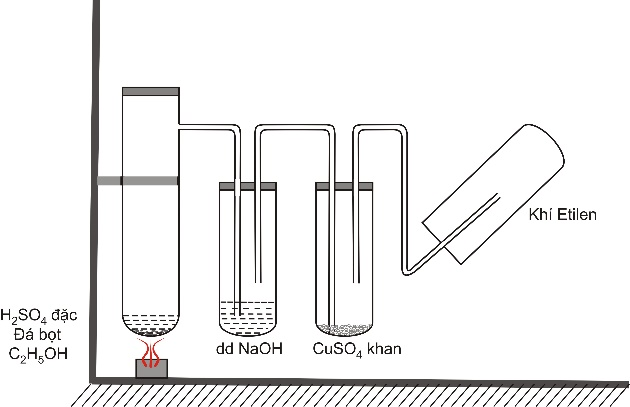 Khí Etilen
H₂SO₄ đặc
Đá bọt
C₂H₅OH
dd NaOH
CuSO₄ khan